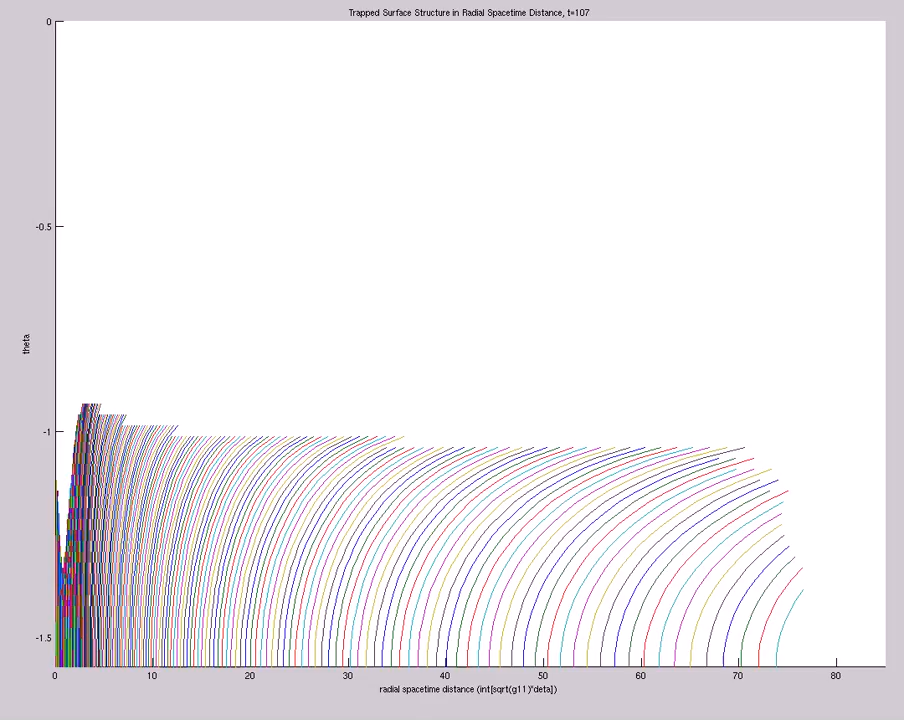 Trapped Surface Structure in Radial Spacetime Distance, t=107
0
-0.5
theta
-1
-1.5
0 10 20 30 40 50 60 70 80
radial spacetime distance (int[sqrt(g11)*deta])